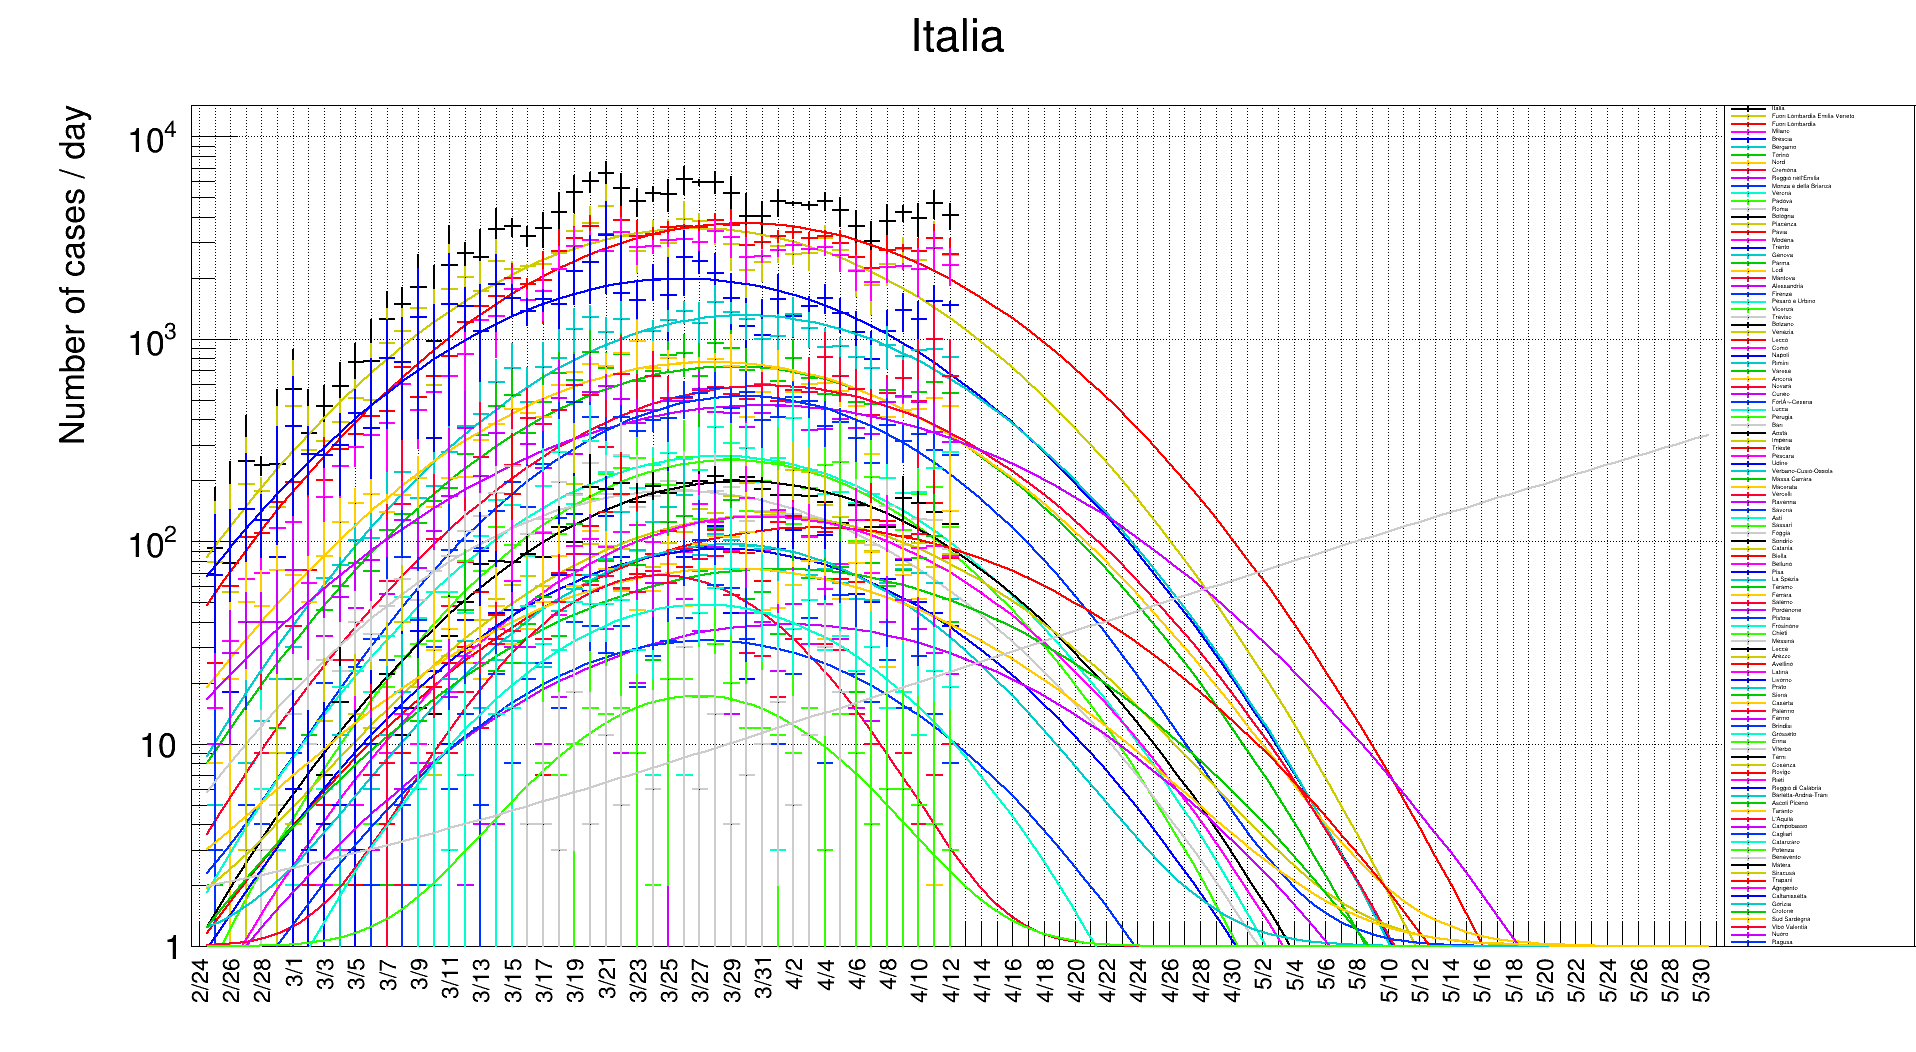 Italia
Number of cases / day
10^4
10^3
10^2
10
1
2/24
2/26
2/28
3/1
3/3
3/5
3/7
3/9
3/11
3/13
3/15
3/17
3/19
3/21
3/23
3/25
3/27
3/29
3/31
4/2
4/4
4/6
4/8
4/10
4/12
4/14
4/16
4/18
4/20
4/22
4/24
4/26
4/28
4/30
5/2
5/4
5/6
5/8
5/10
5/12
5/14
5/16
5/18
5/20
5/22
5/24
5/26
5/28
5/30
Italia
Fuori Lombardia Emilia Veneto
Fuori Lombardia
Milano
Brescia
Bergamo
Torino
Nord
Cremona
Reggio nell'Emilia
Monza e della Brianza
Verona
Padova
Roma
Bologna
Piacenza
Pavia
Modena
Trento
Genova
Parma
Lodi
Mantova
Alessandria
Firenze
Pesaro e Urbino
Vicenza
Treviso
Bolzano
Venezia
Lecco
Como
Napoli
Rimini
Varese
Ancona
Novara
Cuneo
Lucca
Perugia
Bari
Aosta
Imperia
Trieste
Pescara
Udine
Verbano-Cusio-Ossola
Massa Carrara
Macerata
Vercelli
Ravenna
Savona
Asti
Sassari
Foggia
Sondrio
Catania
Biella
Belluno
Pisa
La Spezia
Teramo
Ferrara
Salerno
Pordenone
Pistoia
Frosinone
Chieti
Messina
Lecce
Arezzo
Avellino
Latina
Livorno
Prato
Siena
Caserta
Palermo
Fermo
Brindisi
Grosseto
Enna
Viterbo
Terni
Cosenza
Rovigo
Rieti
Reggio di Calabria
Barletta-Andria-Trani
Ascoli Piceno
Taranto
L'Aquila
Campobasso
Cagliari
Catanzaro
Potenza
Benevento
Matera
Siracusa
Trapani
Agrigento
Caltanissetta
Gorizia
Crotone
Sud Sardegna
Vibo Valentia
Nuoro
Ragusa